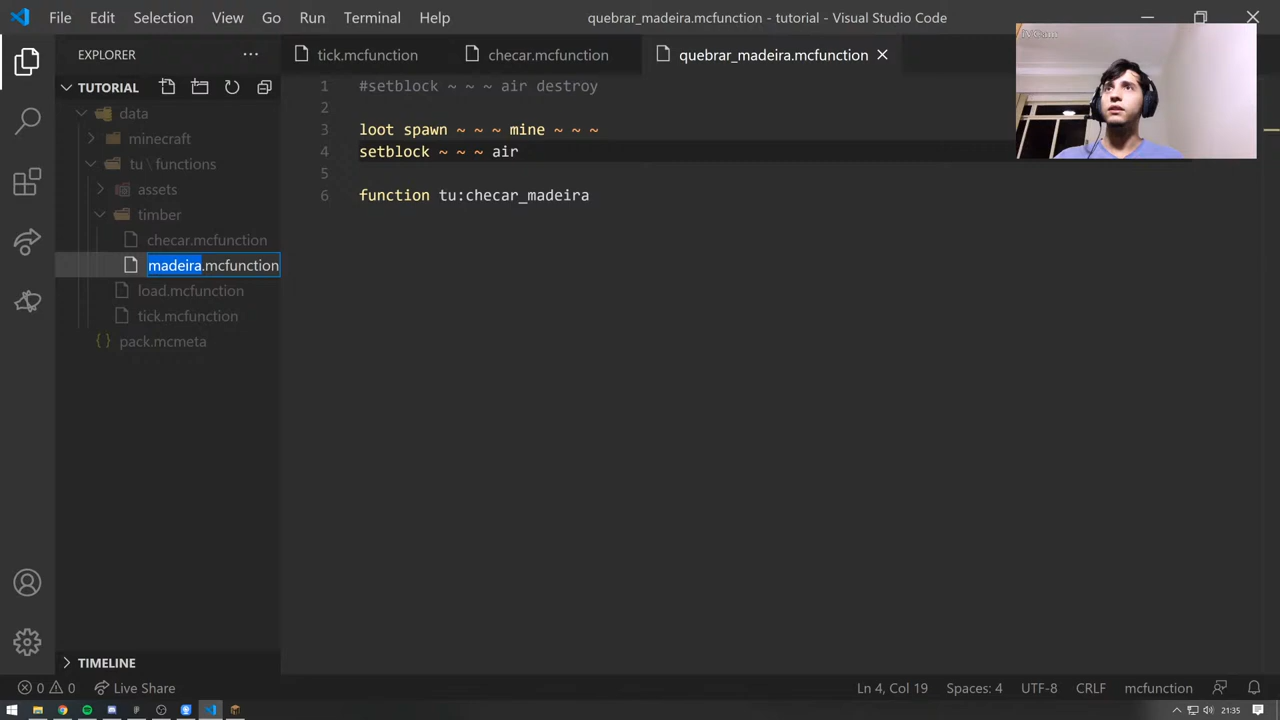 File Edit Selection View Go Run Terminal Help
quebrar_madeira.mcfunction - tutorial - Visual Studio Code
iVCam
EXPLORER
tick.mcfunction
checar.mcfunction
quebrar_madeira.mcfunction
TUTORIAL
data
minecraft
tu \ functions
assets
timber
checar.mcfunction
madeira.mcfunction
load.mcfunction
tick.mcfunction
{ } pack.mcmeta
TIMELINE
1 #setblock ~ ~ ~ air destroy
2
3 loot spawn ~ ~ ~ mine ~ ~ ~
4 setblock ~ ~ ~ air
5
6 function tu:checar_madeira
0 0 Live Share
Ln 4, Col 19 Spaces: 4 UTF-8 CRLF mcfunction
21:35